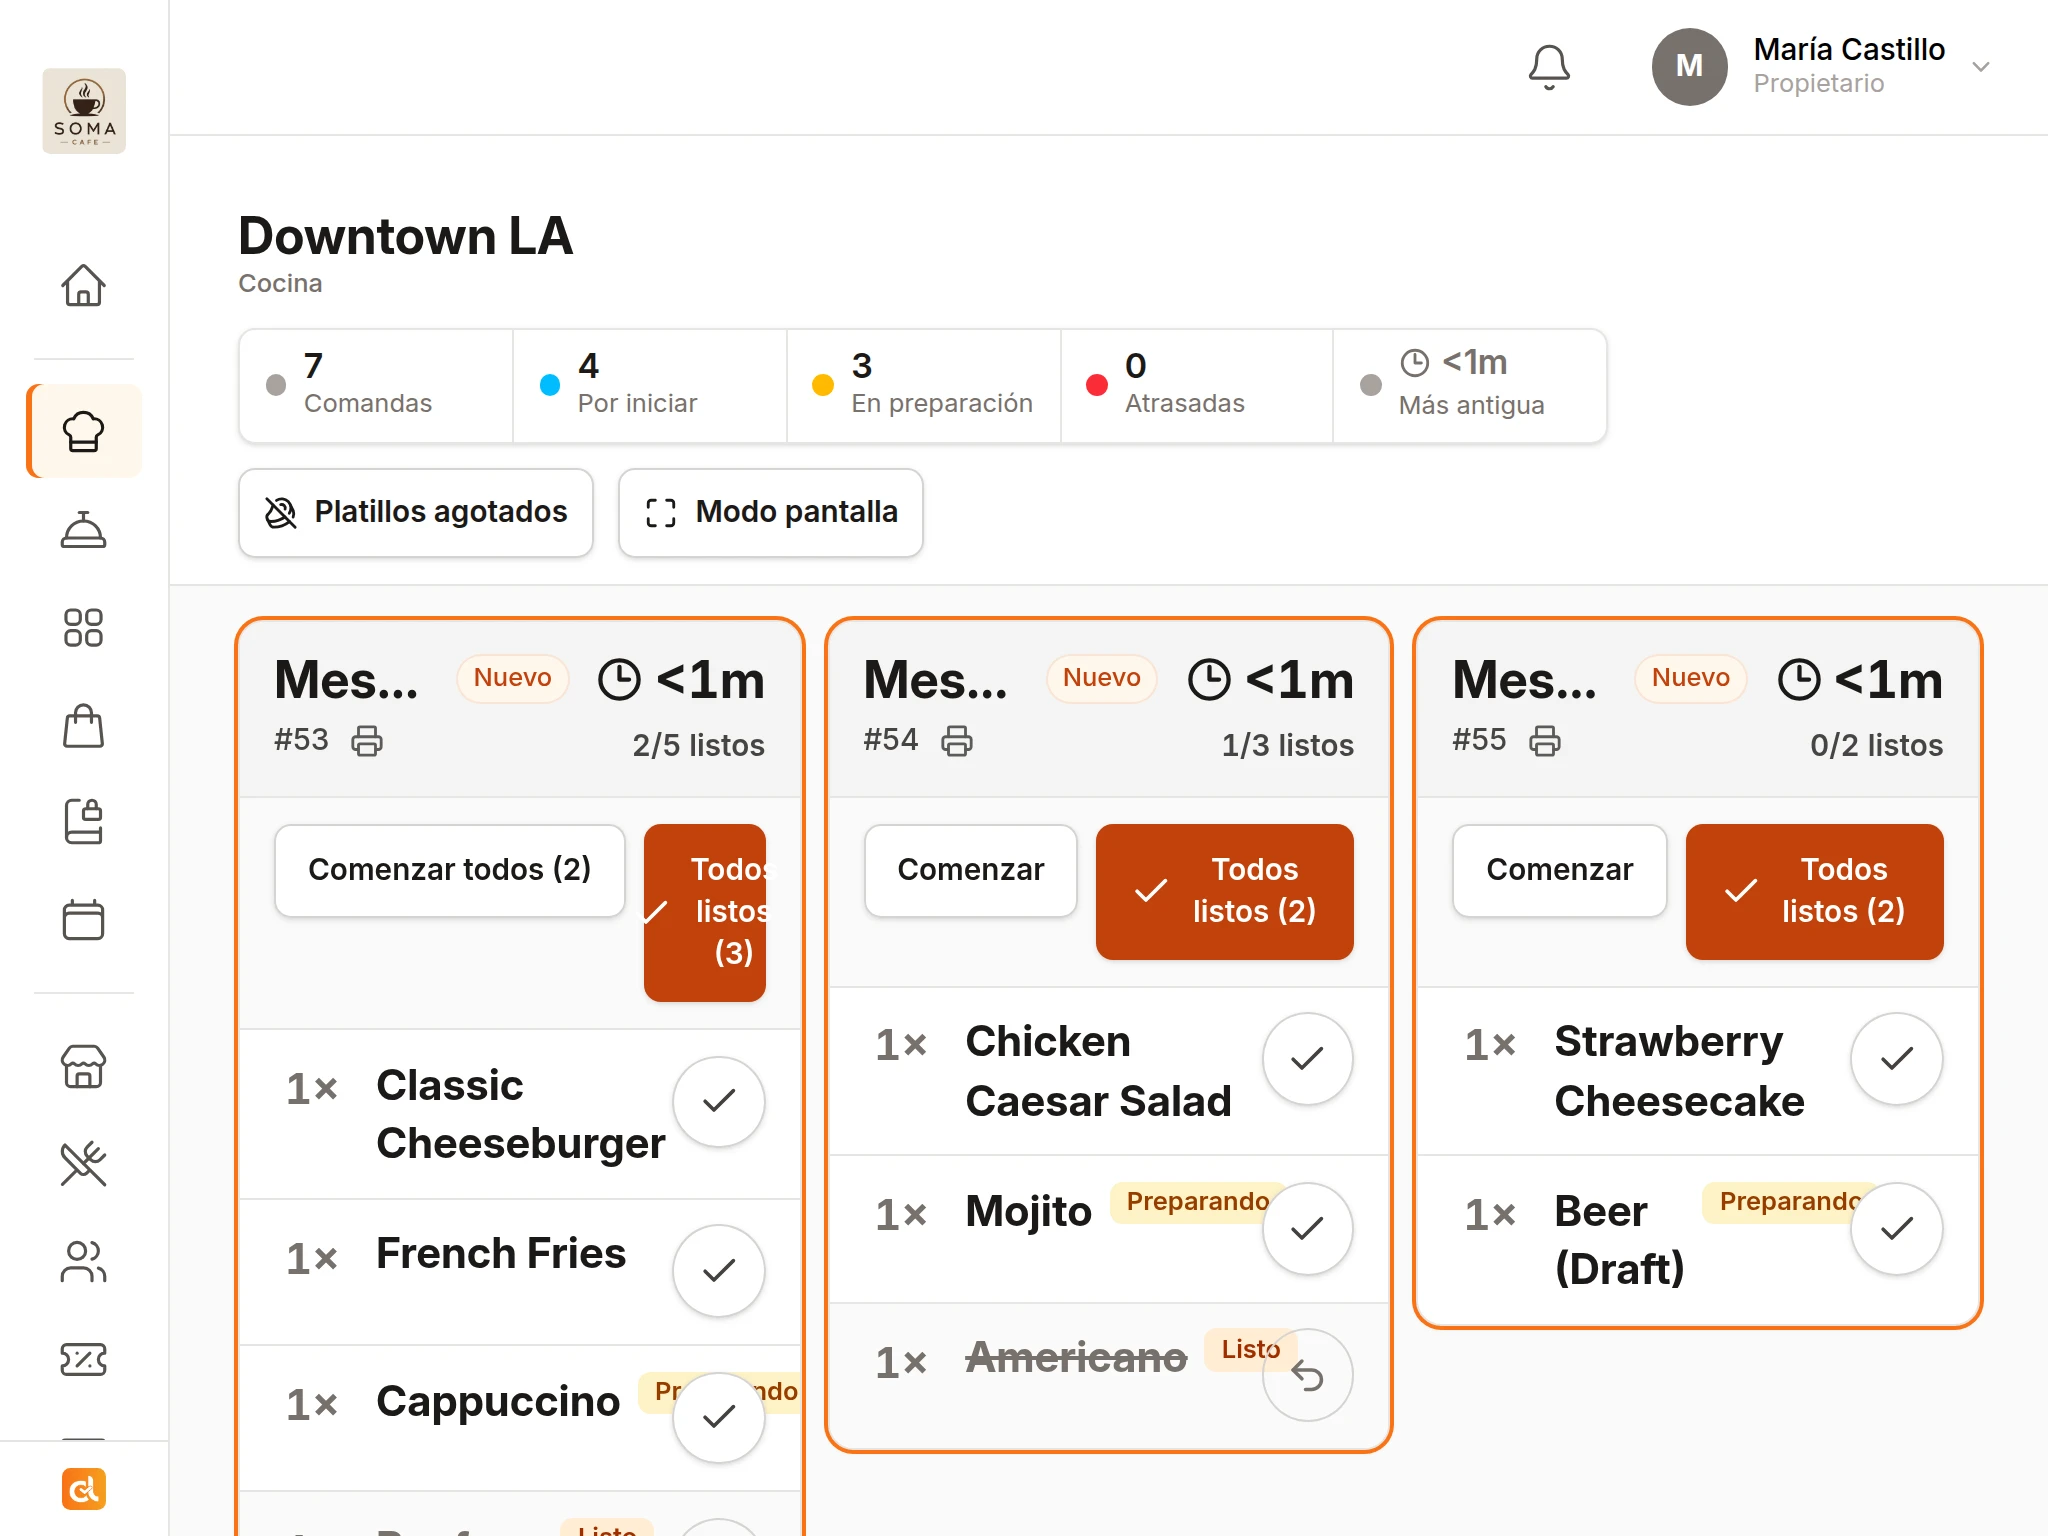 SOMA
CAFE
M
María Castillo
Propietario
Downtown LA
Cocina
7
Comandas
4
Por iniciar
3
En preparación
0
Atrasadas
<1m
Más antigua
Platillos agotados
Modo pantalla
Mes...
Nuevo
<1m
#53
2/5 listos
Comenzar todos (2)
Todos
listos
(3)
1×
Classic
Cheeseburger
1×
French Fries
1×
Cappuccino
Listo
Mes...
Nuevo
<1m
#54
1/3 listos
Comenzar
Todos
listos (2)
1×
Chicken
Caesar Salad
1×
Mojito
Preparando
1×
Americano
Listo
Mes...
Nuevo
<1m
#55
0/2 listos
Comenzar
Todos
listos (2)
1×
Strawberry
Cheesecake
1×
Beer
(Draft)
Preparando